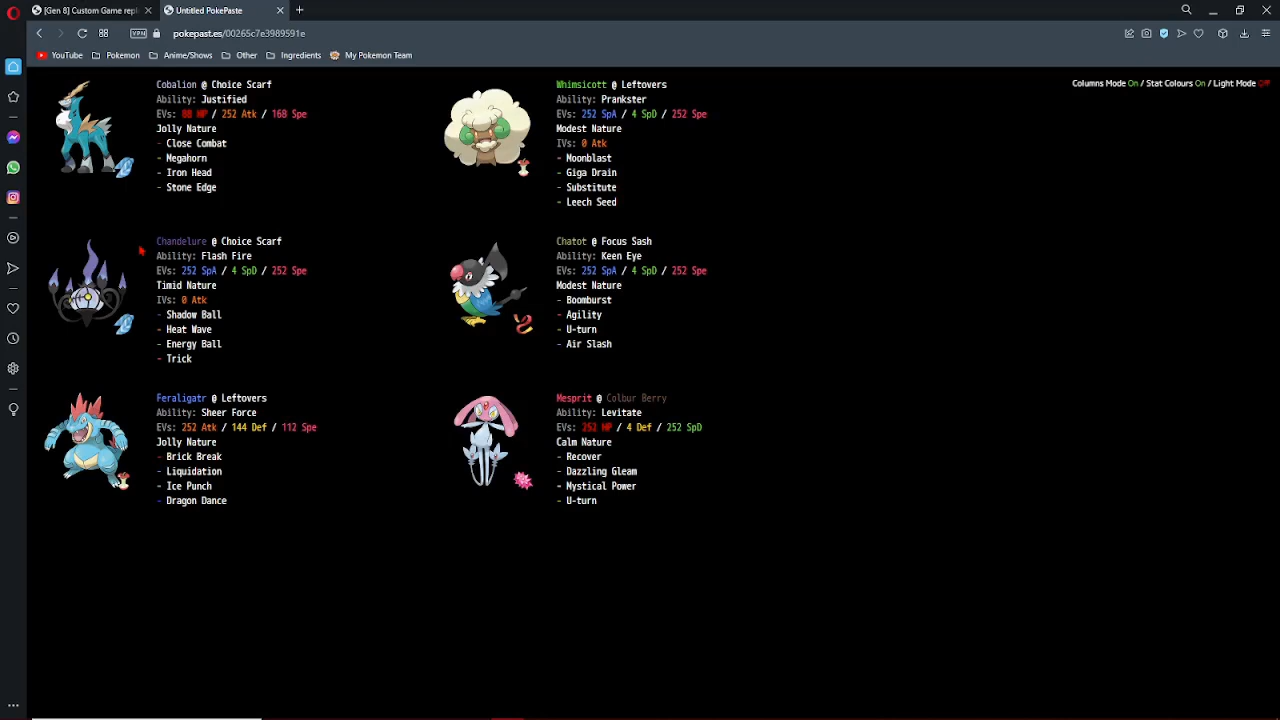 [Gen 8] Custom Game repl
Untitled PokePaste
VPN
pokepast.es/00265c7e3989591e
YouTube
Pokemon
Anime/Shows
Other
Ingredients
My Pokemon Team
Columns Mode On / Stat Colours On / Light Mode Off
Cobalion @ Choice Scarf
Ability: Justified
EVs: 88 HP / 252 Atk / 168 Spe
Jolly Nature
- Close Combat
- Megahorn
- Iron Head
- Stone Edge
Whimsicott @ Leftovers
Ability: Prankster
EVs: 252 SpA / 4 SpD / 252 Spe
Modest Nature
IVs: 0 Atk
- Moonblast
- Giga Drain
- Substitute
- Leech Seed
Chandelure @ Choice Scarf
Ability: Flash Fire
EVs: 252 SpA / 4 SpD / 252 Spe
Timid Nature
IVs: 0 Atk
- Shadow Ball
- Heat Wave
- Energy Ball
- Trick
Chatot @ Focus Sash
Ability: Keen Eye
EVs: 252 SpA / 4 SpD / 252 Spe
Modest Nature
- Boomburst
- Agility
- U-turn
- Air Slash
Feraligatr @ Leftovers
Ability: Sheer Force
EVs: 252 Atk / 144 Def / 112 Spe
Jolly Nature
- Brick Break
- Liquidation
- Ice Punch
- Dragon Dance
Mesprit @ Colbur Berry
Ability: Levitate
EVs: 252 HP / 4 Def / 252 SpD
Calm Nature
- Recover
- Dazzling Gleam
- Mystical Power
- U-turn